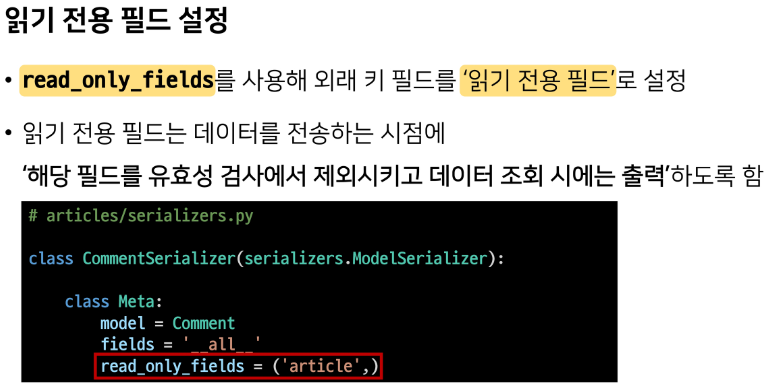 읽기 전용 필드 설정
• read_only_fields를 사용해 외래 키 필드를 ‘읽기 전용 필드’로 설정
• 읽기 전용 필드는 데이터를 전송하는 시점에
‘해당 필드를 유효성 검사에서 제외시키고 데이터 조회 시에는 출력’하도록 함
# articles/serializers.py
class CommentSerializer(serializers.ModelSerializer):
    class Meta:
        model = Comment
        fields = '__all__'
        read_only_fields = ('article',)